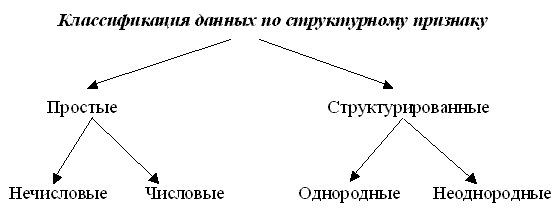 Классификация данных по структурному признаку
Простые Структурированные
Нечисловые Числовые Однородные Неоднородные